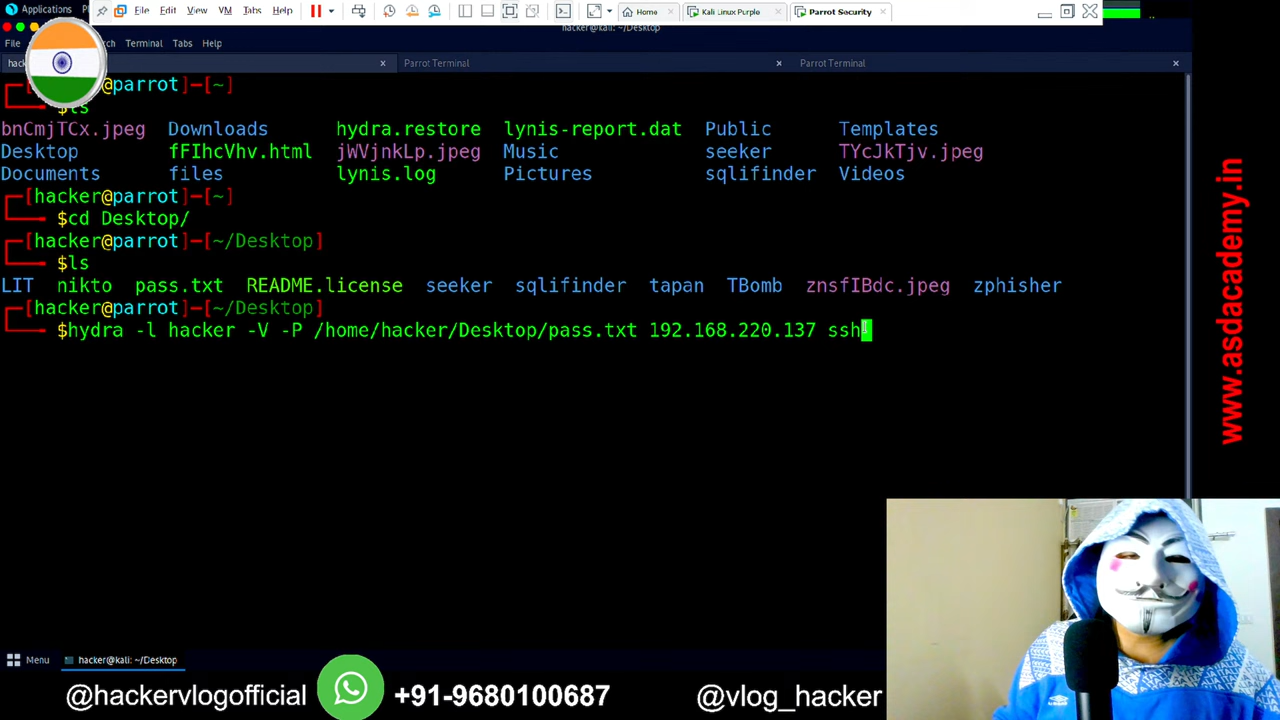 Applications
File Edit View VM Tabs Help
Home
Kali Linux Purple
Parrot Security
hacker@kali: ~/Desktop
File
Terminal Tabs Help
Parrot Terminal
Parrot Terminal
@parrot]─[~]
$ls
bnCmjTCx.jpeg Downloads hydra.restore lynis-report.dat Public Templates
Desktop fFIhcVhv.html jWVjnkLp.jpeg Music seeker TYcJkTjv.jpeg
Documents files lynis.log Pictures sqlifinder Videos
┌─[hacker@parrot]─[~]
└──╼ $cd Desktop/
┌─[hacker@parrot]─[~/Desktop]
└──╼ $ls
LIT nikto pass.txt README.license seeker sqlifinder tapan TBomb znsfIBdc.jpeg zphisher
┌─[hacker@parrot]─[~/Desktop]
└──╼ $hydra -l hacker -V -P /home/hacker/Desktop/pass.txt 192.168.220.137 ssh
www.asdacademy.in
Menu
hacker@kali: ~/Desktop
@hackervlogofficial
+91-9680100687
@vlog_hacker